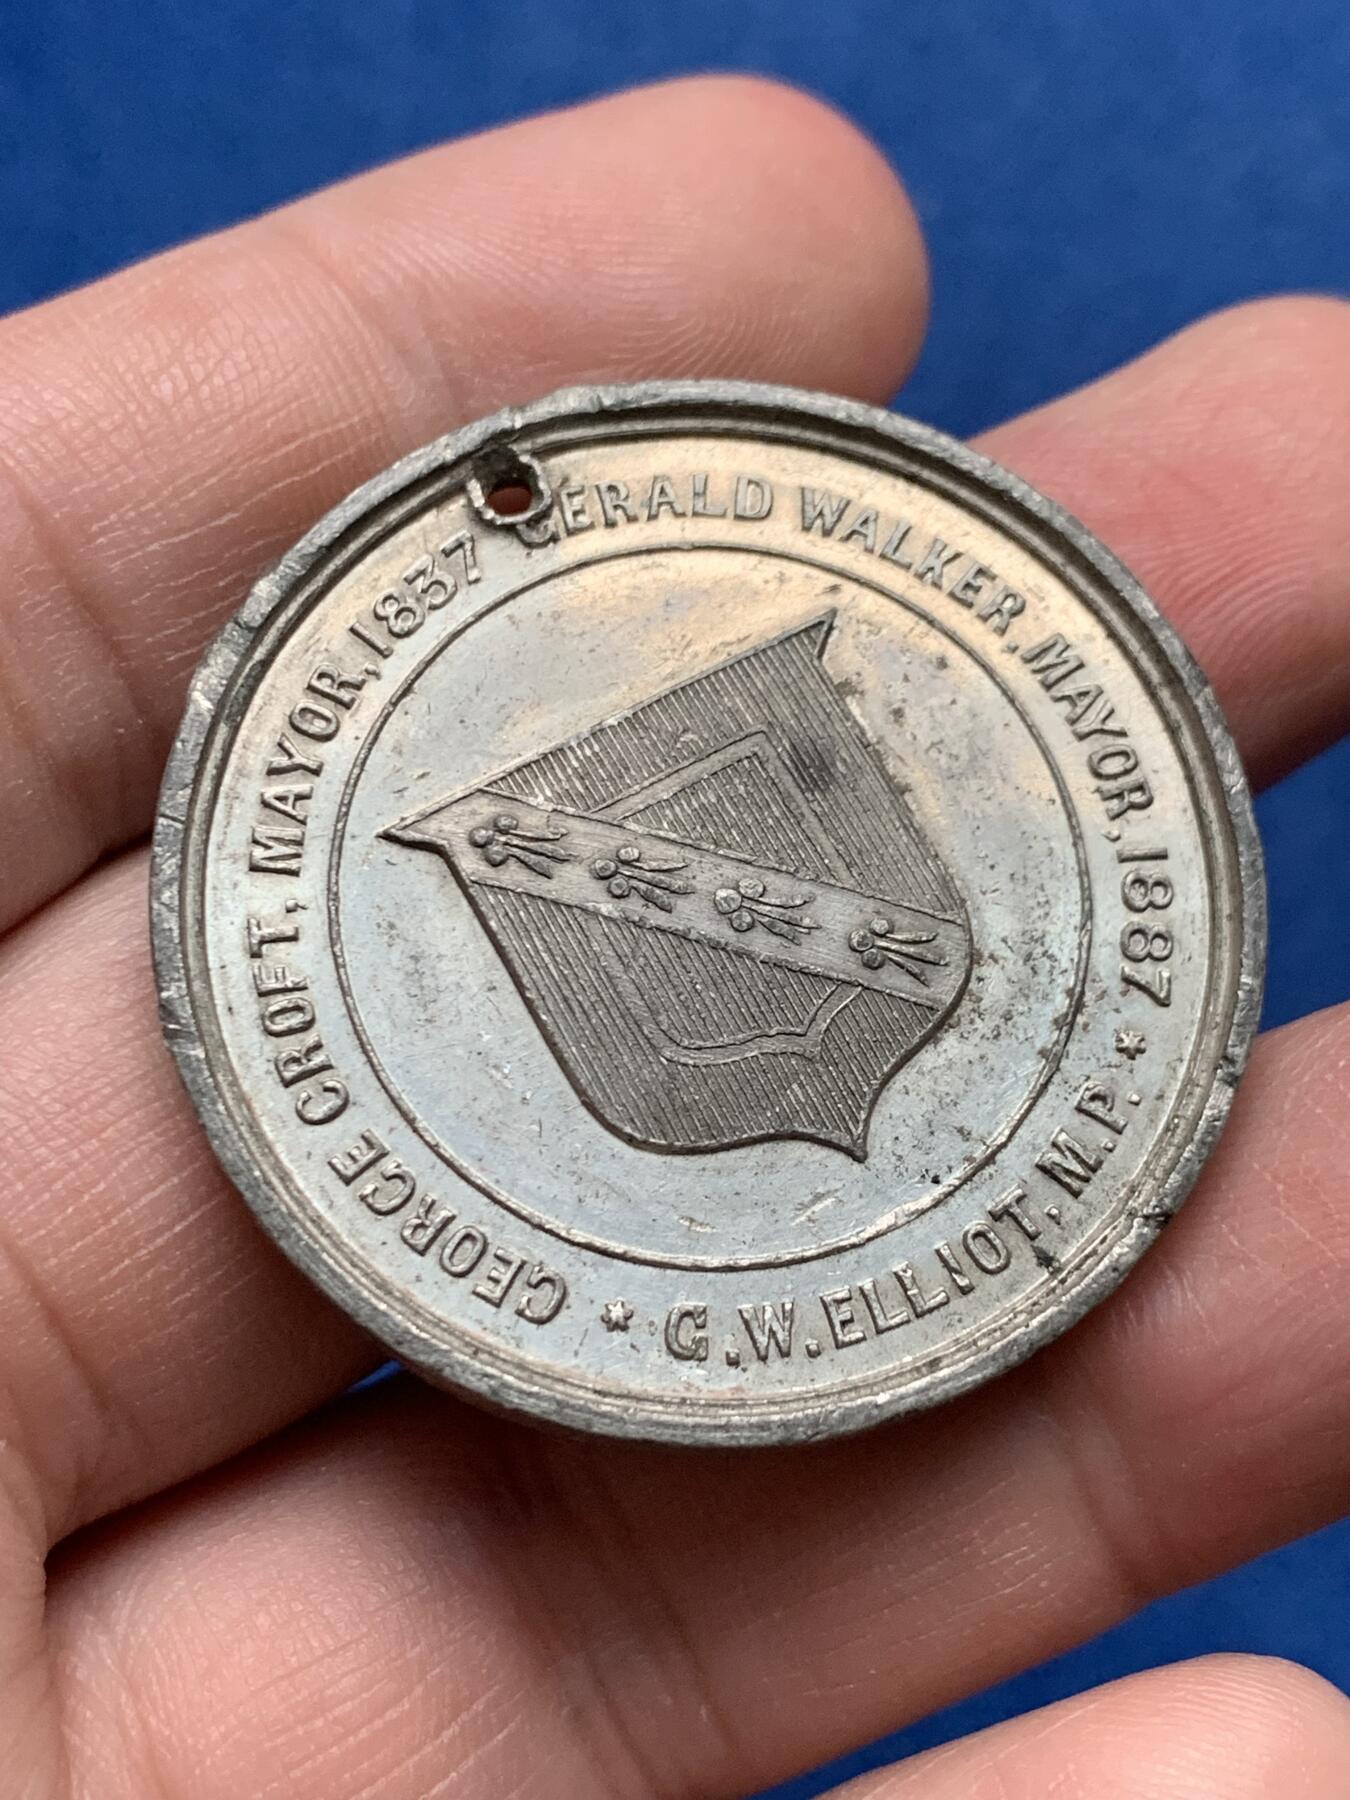 GEORGE CROFT. MAYOR, 1837
GERALD WALKER. MAYOR, 1887
* G. W. ELLIOT. M.P. *